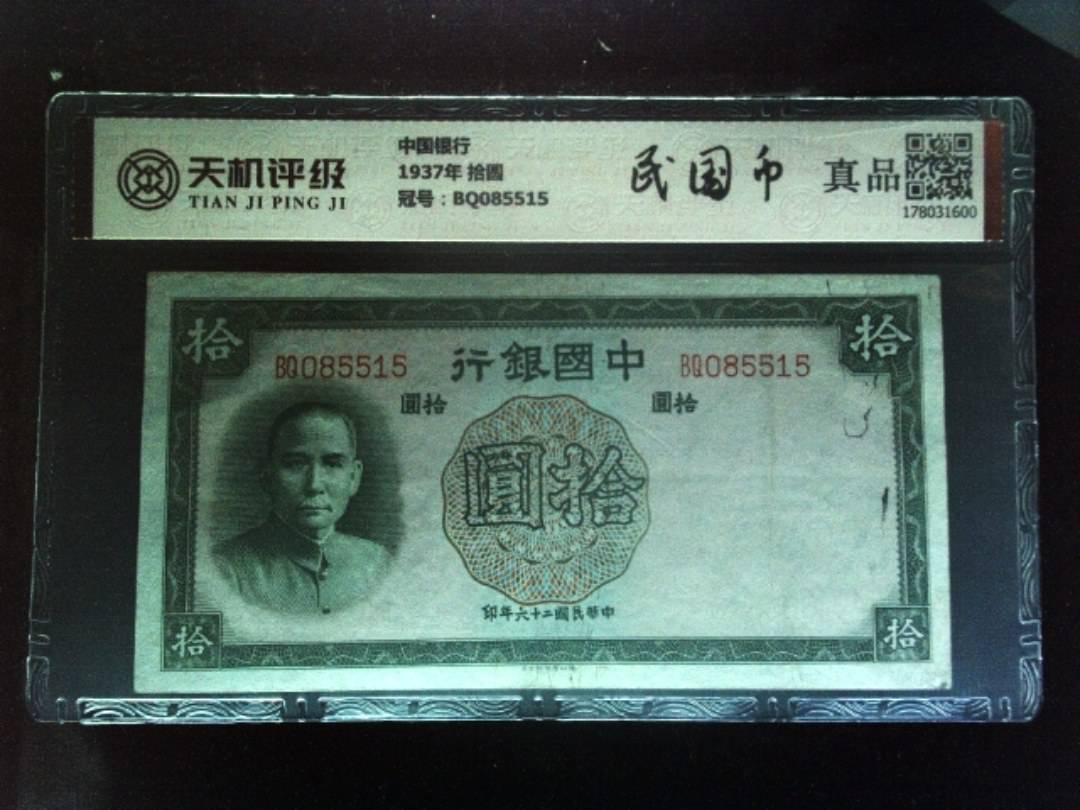 天机评级
TIAN JI PING JI
中国银行
1937年 拾圓
冠号：BQ085515
民国币
真品
178031600
拾
拾
BQ085515
行銀國中
BQ085515
圓拾
圓拾
圓拾
印年六十二國民華中
拾
拾